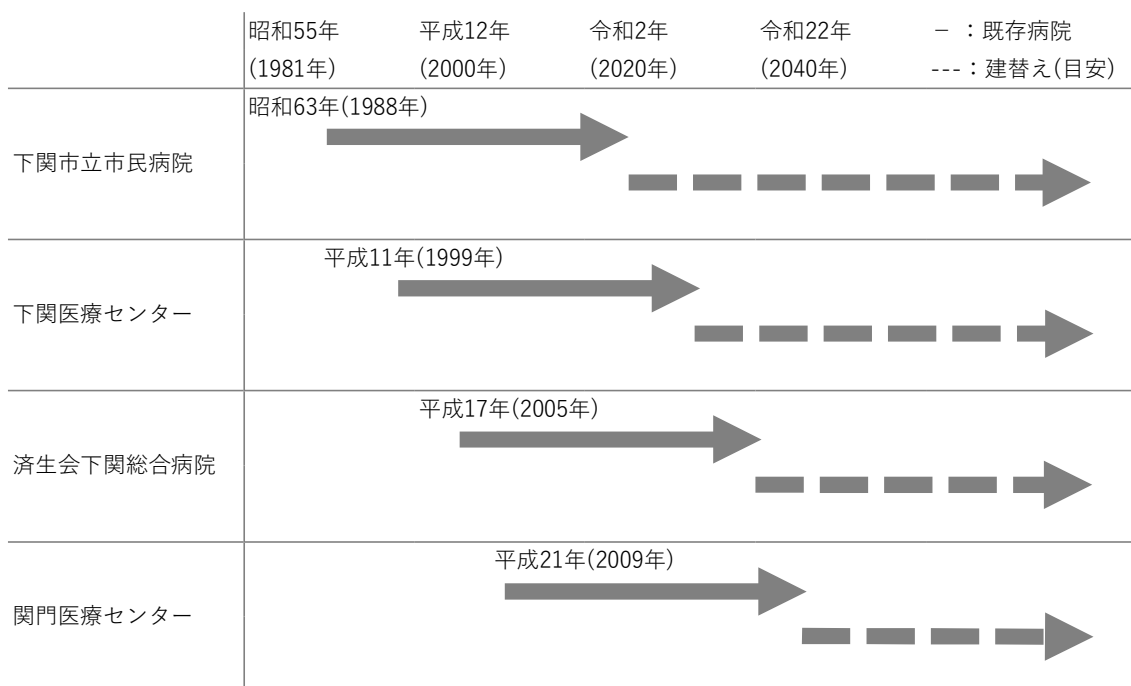 昭和55年 平成12年 令和2年 令和22年 － ：既存病院
(1981年) (2000年) (2020年) (2040年) ---：建替え(目安)
昭和63年(1988年)
下関市立市民病院
平成11年(1999年)
下関医療センター
平成17年(2005年)
済生会下関総合病院
平成21年(2009年)
関門医療センター